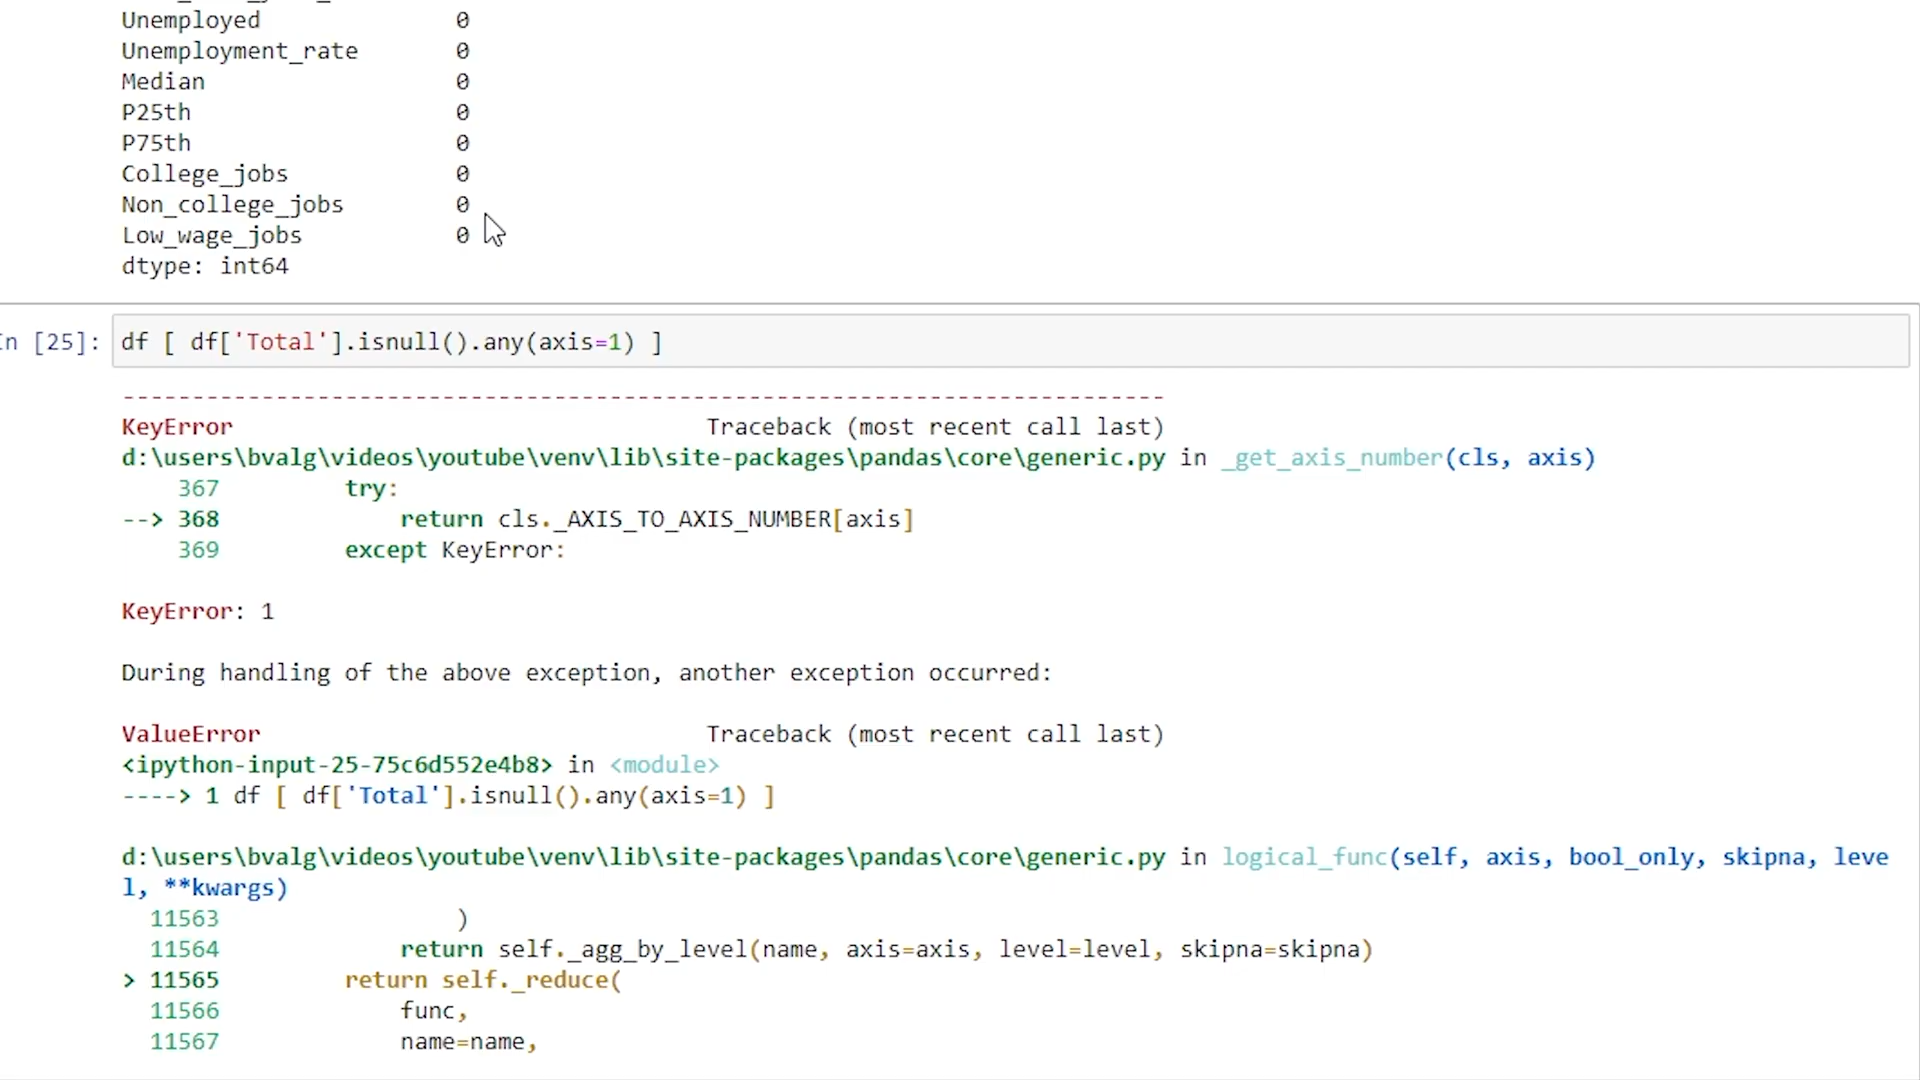 Unemployed 0
Unemployment_rate 0
Median 0
P25th 0
P75th 0
College_jobs 0
Non_college_jobs 0
Low_wage_jobs 0
dtype: int64
In [25]: df [ df['Total'].isnull().any(axis=1) ]
---------------------------------------------------------------------------
KeyError Traceback (most recent call last)
d:\users\bvalg\videos\youtube\venv\lib\site-packages\pandas\core\generic.py in _get_axis_number(cls, axis)
367 try:
--> 368 return cls._AXIS_TO_AXIS_NUMBER[axis]
369 except KeyError:
KeyError: 1
During handling of the above exception, another exception occurred:
ValueError Traceback (most recent call last)
<ipython-input-25-75c6d552e4b8> in <module>
----> 1 df [ df['Total'].isnull().any(axis=1) ]
d:\users\bvalg\videos\youtube\venv\lib\site-packages\pandas\core\generic.py in logical_func(self, axis, bool_only, skipna, leve
l, **kwargs)
11563 )
11564 return self._agg_by_level(name, axis=axis, level=level, skipna=skipna)
> 11565 return self._reduce(
11566 func,
11567 name=name,